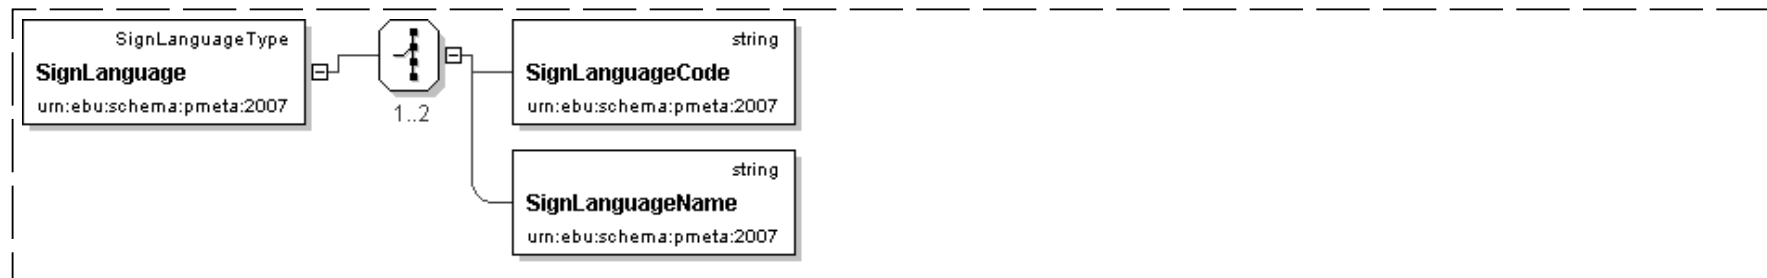 SignLanguageType
SignLanguage
urn:ebu:schema:pmeta:2007
1..2
string
SignLanguageCode
urn:ebu:schema:pmeta:2007
string
SignLanguageName
urn:ebu:schema:pmeta:2007